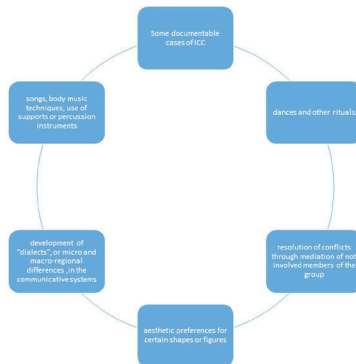 Some documentable
cases of ICC
dances and other rituals
resolution of conflicts
through mediation of not
involved members of the
group
aesthetic preferences for
certain shapes or figures
development of
"dialects", or micro and
macro-regional
differences ,in the
communicative systems
songs, body music
techniques, use of
supports or percussion
instruments